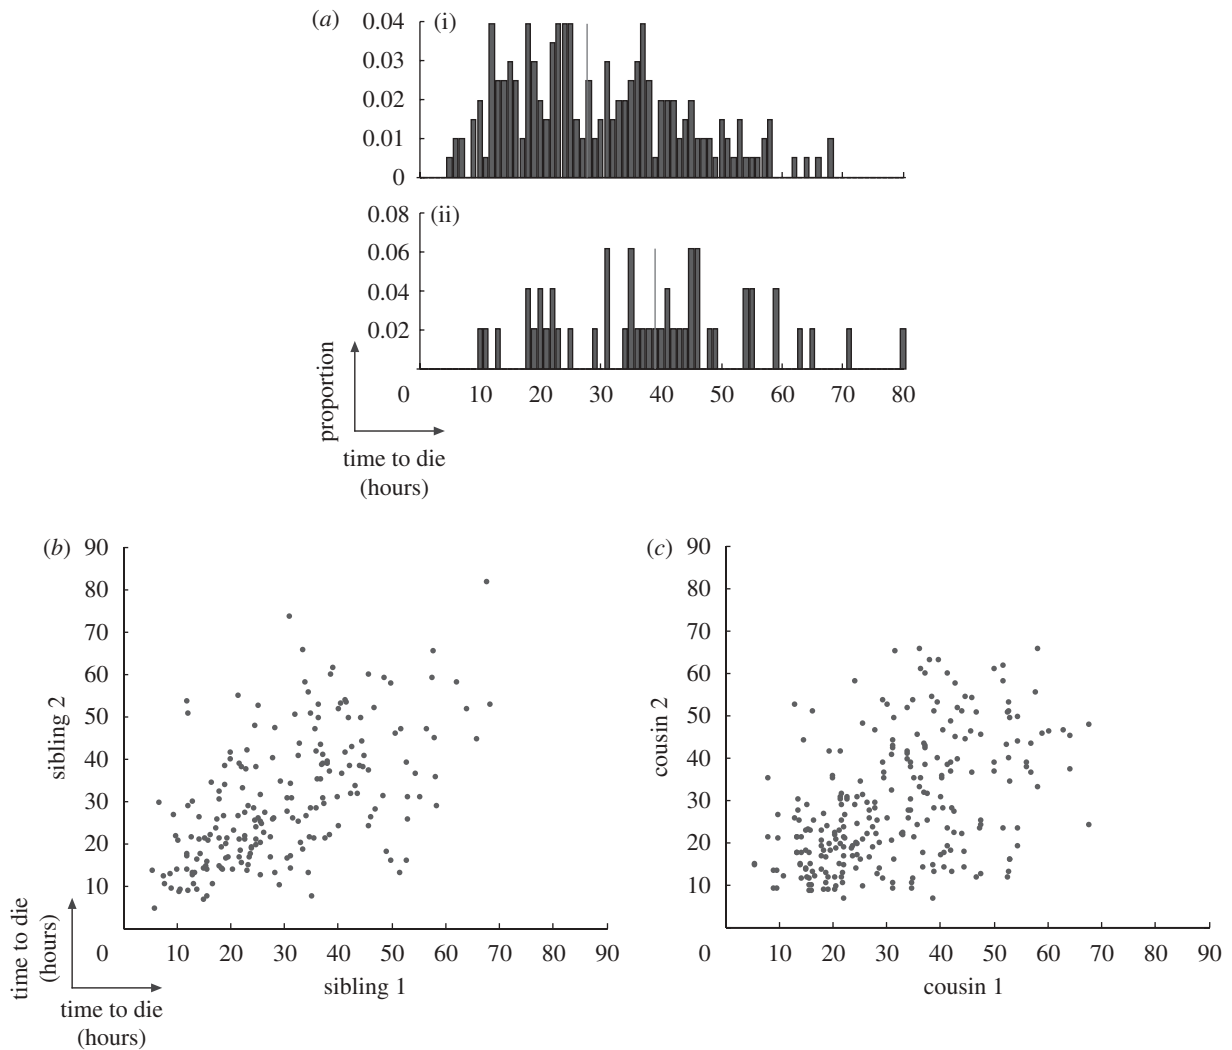 (a) 0.04 (i)
0.03
0.02
0.01
0
0.08 (ii)
0.06
0.04
0.02
0 10 20 30 40 50 60 70 80
proportion
time to die
(hours)
(b) 90
80
70
60
50
40
30
20
10
0 10 20 30 40 50 60 70 80 90
sibling 2
sibling 1
time to die
(hours)
time to die
(hours)
(c) 90
80
70
60
50
40
30
20
10
0 10 20 30 40 50 60 70 80 90
cousin 2
cousin 1